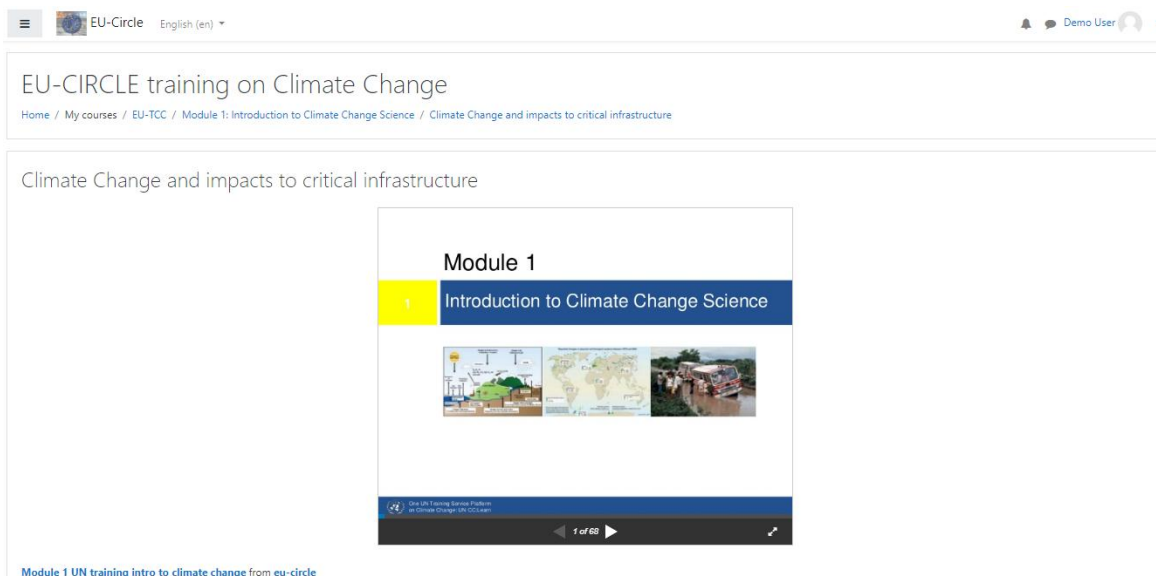 EU-Circle English (en)
Demo User
EU-CIRCLE training on Climate Change
Home / My courses / EU-TCC / Module 1: Introduction to Climate Change Science / Climate Change and impacts to critical infrastructure
Climate Change and impacts to critical infrastructure
Module 1
1 Introduction to Climate Change Science
One UN Training Service Platform
on Climate Change: UN CC:Learn
1 of 68
Module 1 UN training intro to climate change from eu-circle